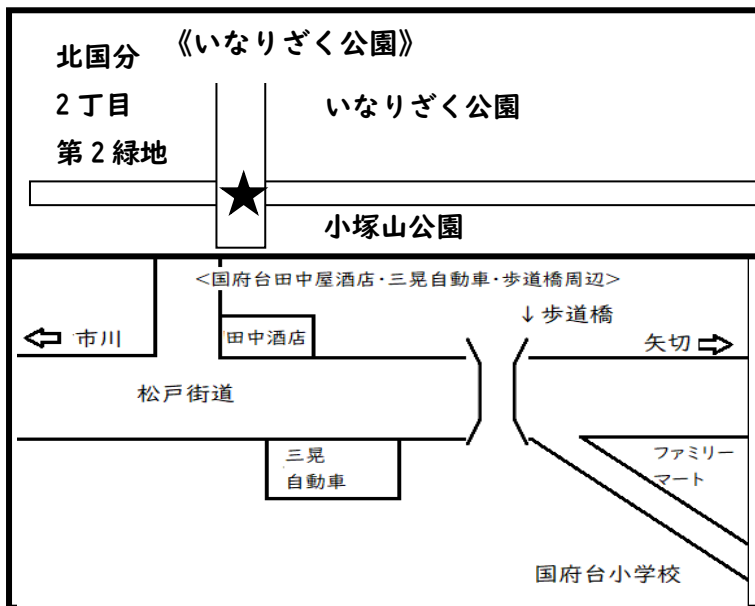 《いなりざく公園》
北国分
2丁目
第2緑地
いなりざく公園
★
小塚山公園
<国府台田中屋酒店・三晃自動車・歩道橋周辺>
↓歩道橋
市川
田中酒店
矢切
松戸街道
三晃
自動車
ファミリー
マート
国府台小学校